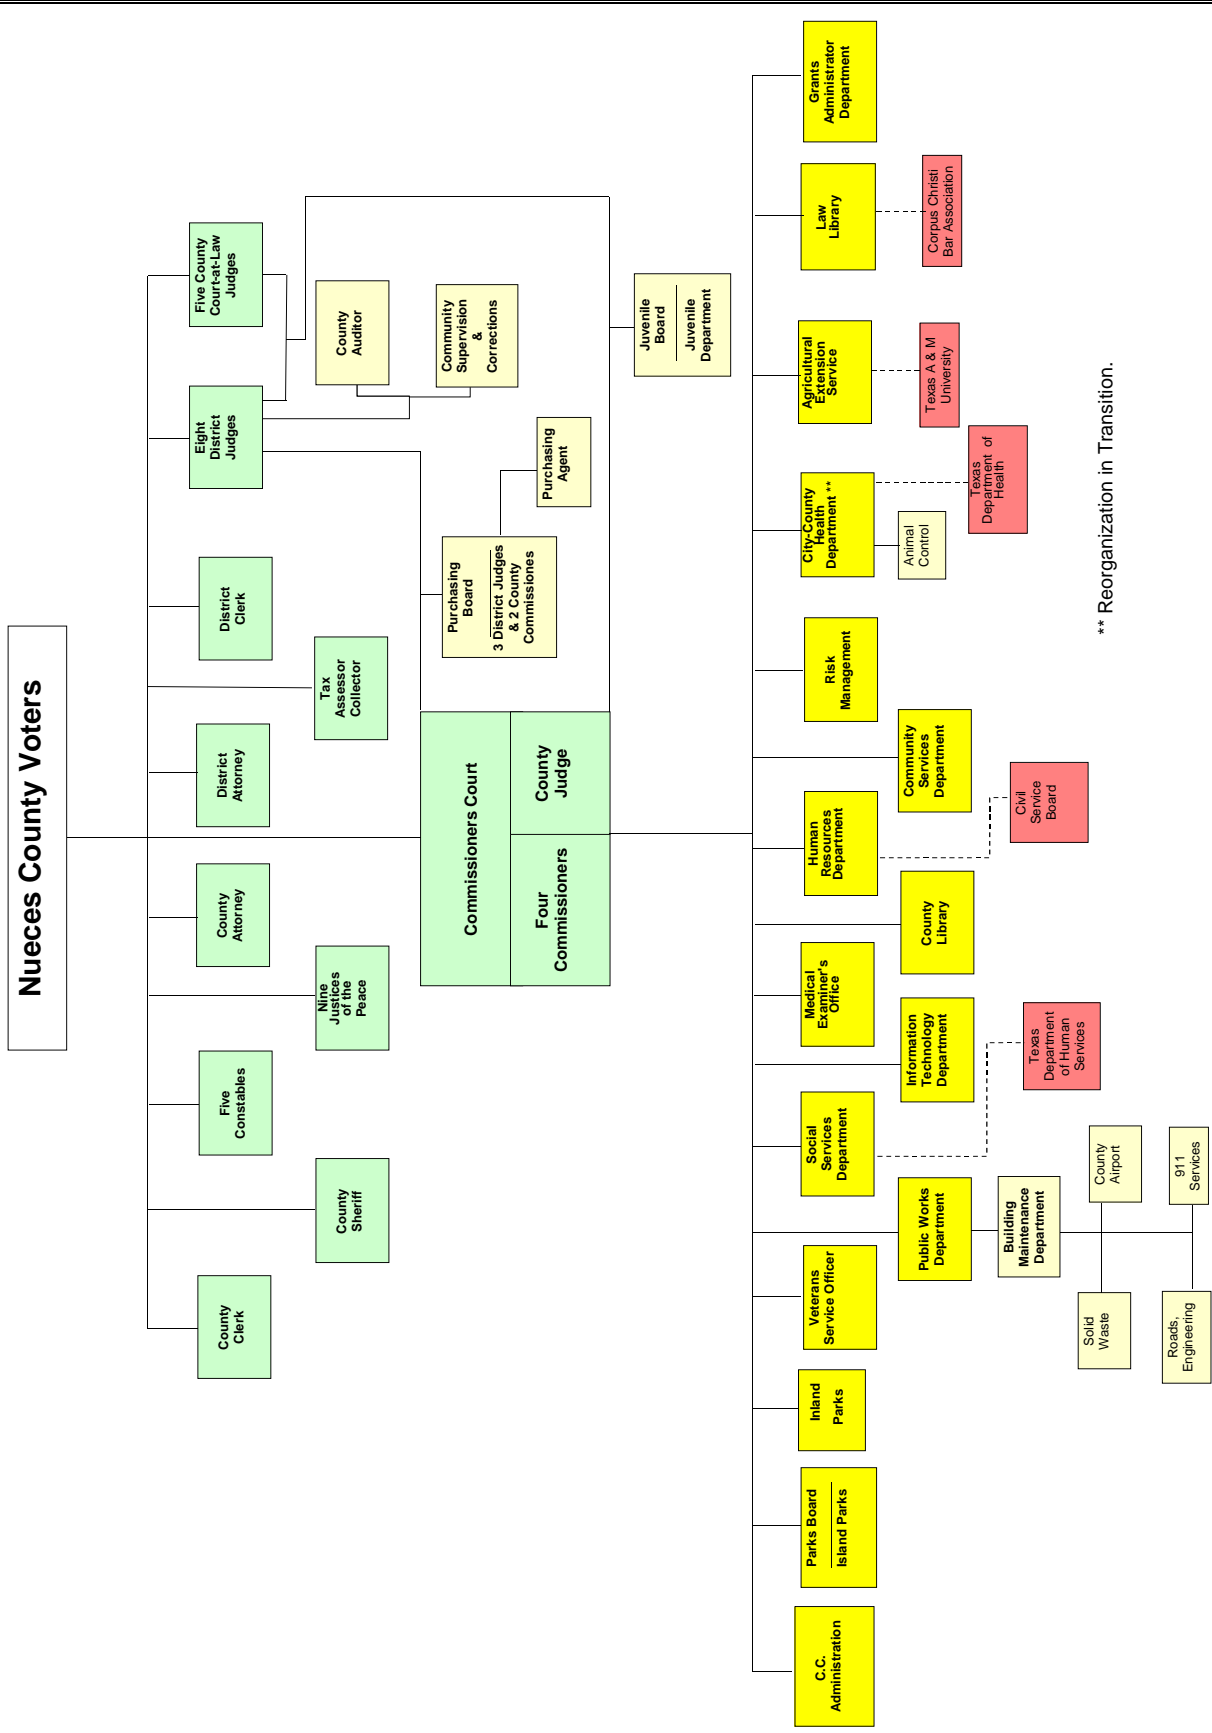 Nueces County Voters
County
Clerk
County
Sheriff
Five
Constables
Nine
Justices
of the
Peace
County
Attorney
District
Attorney
Tax
Assessor
Collector
District
Clerk
Eight
District
Judges
Five County
Court-at-Law
Judges
County
Auditor
Community
Supervision
&
Corrections
Commissioners Court
Four
Commissioners
County
Judge
Purchasing
Board
3 District Judges
& 2 County
Commissiones
Purchasing
Agent
Juvenile
Board
Juvenile
Department
C.C.
Administration
Parks Board
Island Parks
Inland
Parks
Veterans
Service Officer
Public Works
Department
Building
Maintenance
Department
Solid
Waste
County
Airport
Roads,
Engineering
911
Services
Social
Services
Department
Texas
Department
of Human
Services
Information
Technology
Department
Medical
Examiner's
Office
County
Library
Human
Resources
Department
Civil
Service
Board
Community
Services
Department
Risk
Management
City-County
Health
Department **
Animal
Control
Texas
Department of
Health
Agricultural
Extension
Service
Texas A & M
University
Law
Library
Corpus Christi
Bar Association
Grants
Administrator
Department
** Reorganization in Transition.